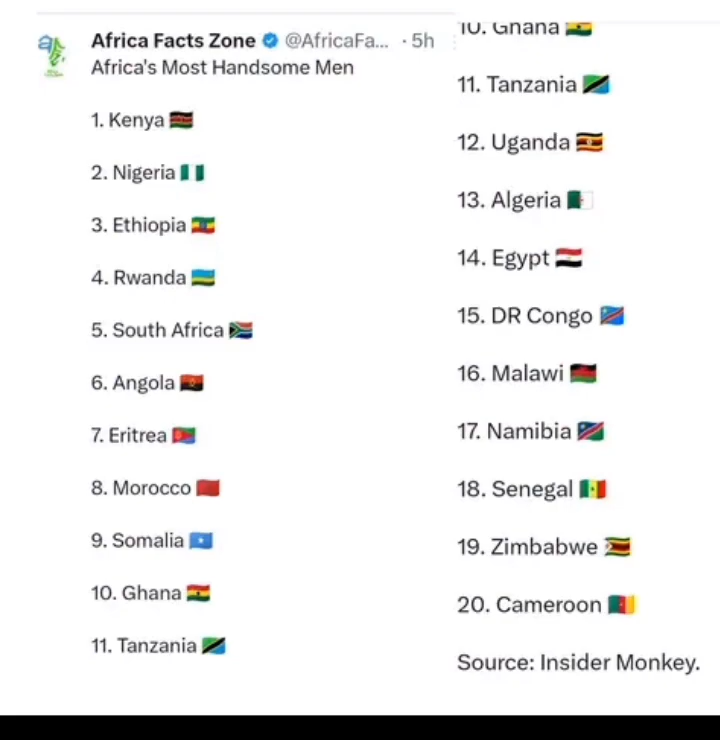 Africa Facts Zone @AfricaFa... · 5h
Africa's Most Handsome Men
1. Kenya 🇰🇪
2. Nigeria 🇳🇬
3. Ethiopia 🇪🇹
4. Rwanda 🇷🇼
5. South Africa 🇿🇦
6. Angola 🇦🇴
7. Eritrea 🇪🇷
8. Morocco 🇲🇦
9. Somalia 🇸🇴
10. Ghana 🇬🇭
11. Tanzania 🇹🇿
10. Ghana 🇬🇭
11. Tanzania 🇹🇿
12. Uganda 🇺🇬
13. Algeria 🇩🇿
14. Egypt 🇪🇬
15. DR Congo 🇨🇩
16. Malawi 🇲🇼
17. Namibia 🇳🇦
18. Senegal 🇸🇳
19. Zimbabwe 🇿🇼
20. Cameroon 🇨🇲
Source: Insider Monkey.